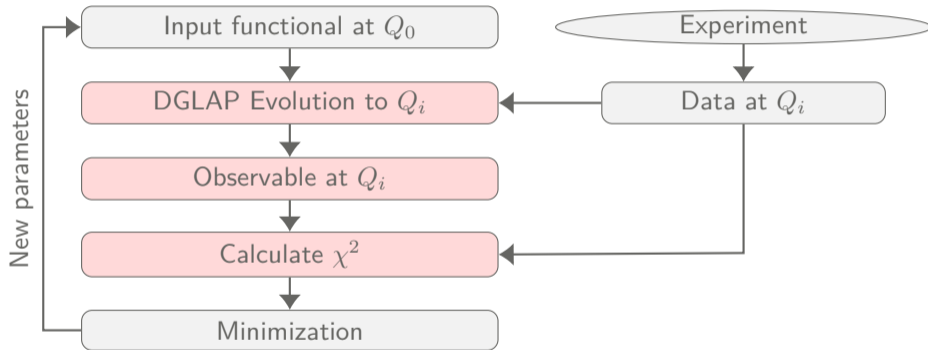 Input functional at Q₀
Experiment
DGLAP Evolution to Qᵢ
Data at Qᵢ
Observable at Qᵢ
Calculate χ²
Minimization
New parameters